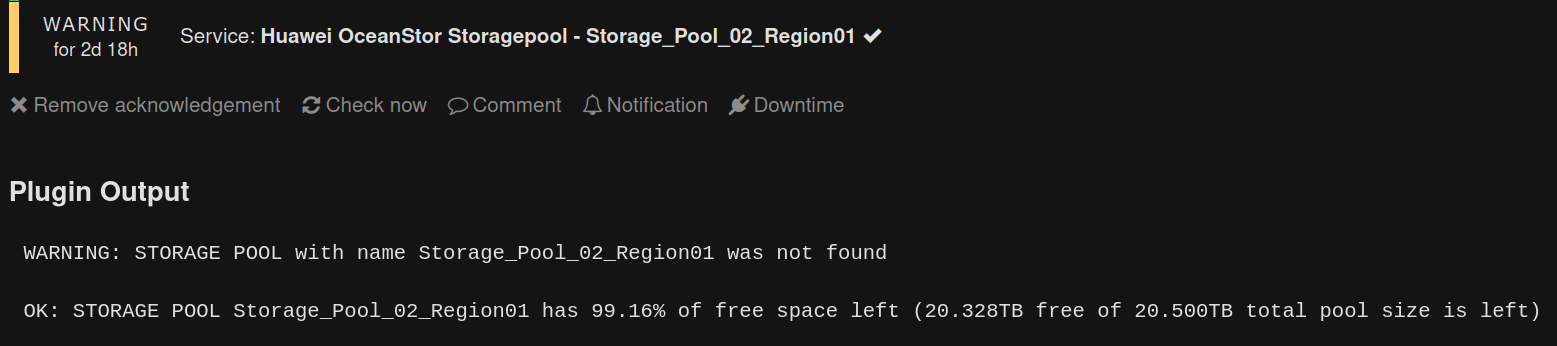 WARNING
for 2d 18h
Service: Huawei OceanStor Storagepool - Storage_Pool_02_Region01
Remove acknowledgement Check now Comment Notification Downtime
Plugin Output
WARNING: STORAGE POOL with name Storage_Pool_02_Region01 was not found
OK: STORAGE POOL Storage_Pool_02_Region01 has 99.16% of free space left (20.328TB free of 20.500TB total pool size is left)